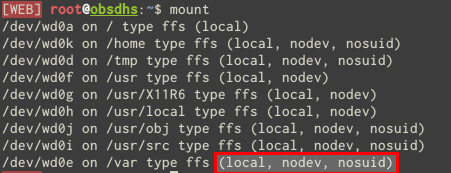 [WEB] root@obsdhs:~$ mount
/dev/wd0a on / type ffs (local)
/dev/wd0k on /home type ffs (local, nodev, nosuid)
/dev/wd0d on /tmp type ffs (local, nodev, nosuid)
/dev/wd0f on /usr type ffs (local, nodev)
/dev/wd0g on /usr/X11R6 type ffs (local, nodev)
/dev/wd0h on /usr/local type ffs (local, nodev)
/dev/wd0j on /usr/obj type ffs (local, nodev, nosuid)
/dev/wd0i on /usr/src type ffs (local, nodev, nosuid)
/dev/wd0e on /var type ffs (local, nodev, nosuid)